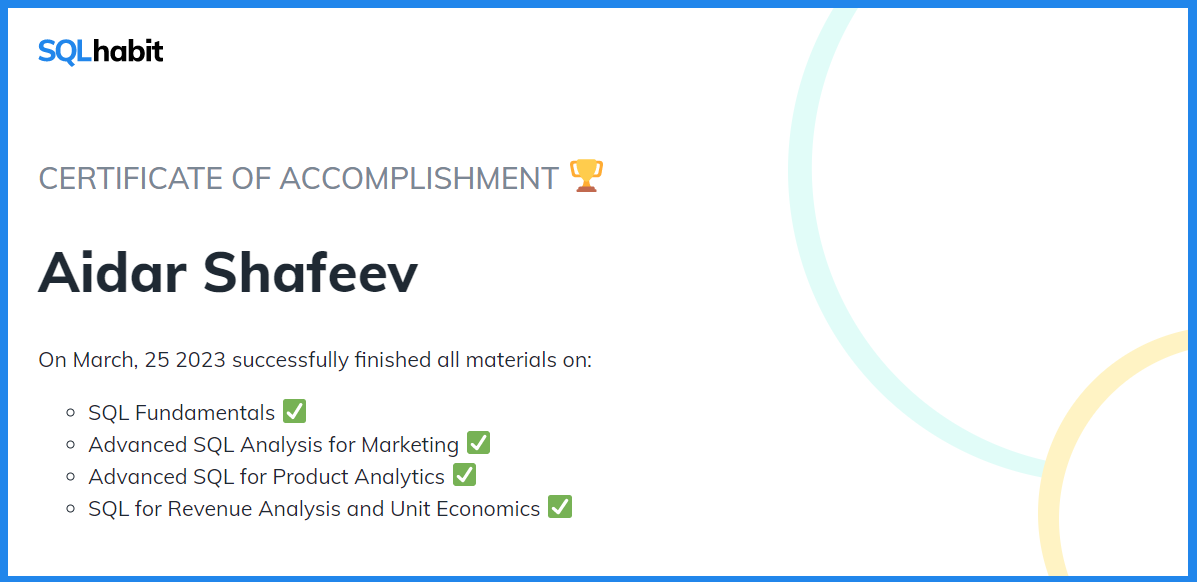 SQLhabit
CERTIFICATE OF ACCOMPLISHMENT 🏆
Aidar Shafeev
On March, 25 2023 successfully finished all materials on:
SQL Fundamentals ✅
Advanced SQL Analysis for Marketing ✅
Advanced SQL for Product Analytics ✅
SQL for Revenue Analysis and Unit Economics ✅